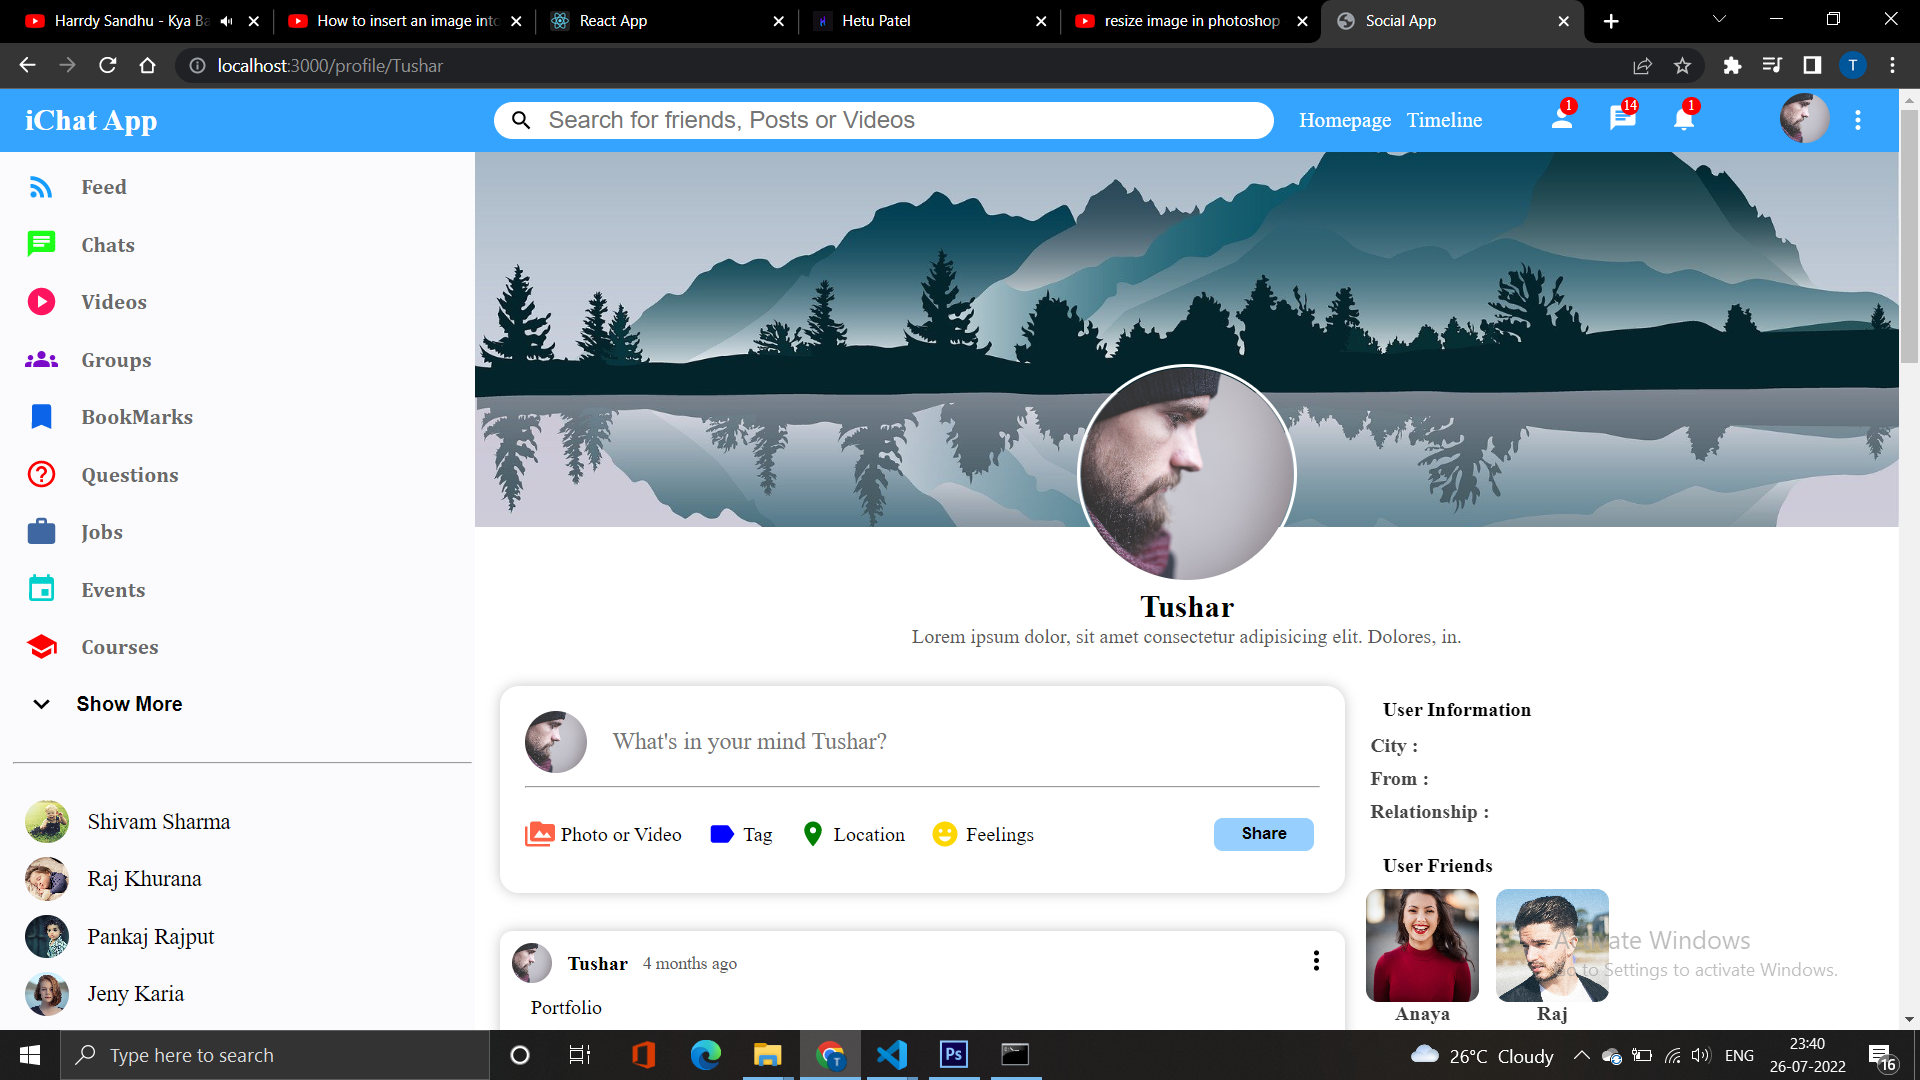 Harrdy Sandhu - Kya Ba
How to insert an image into
React App
Hetu Patel
resize image in photoshop
Social App
localhost:3000/profile/Tushar
T
iChat App
Search for friends, Posts or Videos
Homepage Timeline
1
14
1
Feed
Chats
Videos
Groups
BookMarks
Questions
Jobs
Events
Courses
Show More
Shivam Sharma
Raj Khurana
Pankaj Rajput
Jeny Karia
Tushar
Lorem ipsum dolor, sit amet consectetur adipisicing elit. Dolores, in.
What's in your mind Tushar?
Photo or Video
Tag
Location
Feelings
Share
Tushar 4 months ago
Portfolio
User Information
City :
From :
Relationship :
User Friends
Anaya
Raj
Activate Windows
Go to Settings to activate Windows.
Type here to search
T
Ps
26°C Cloudy
ENG
23:40
26-07-2022
16